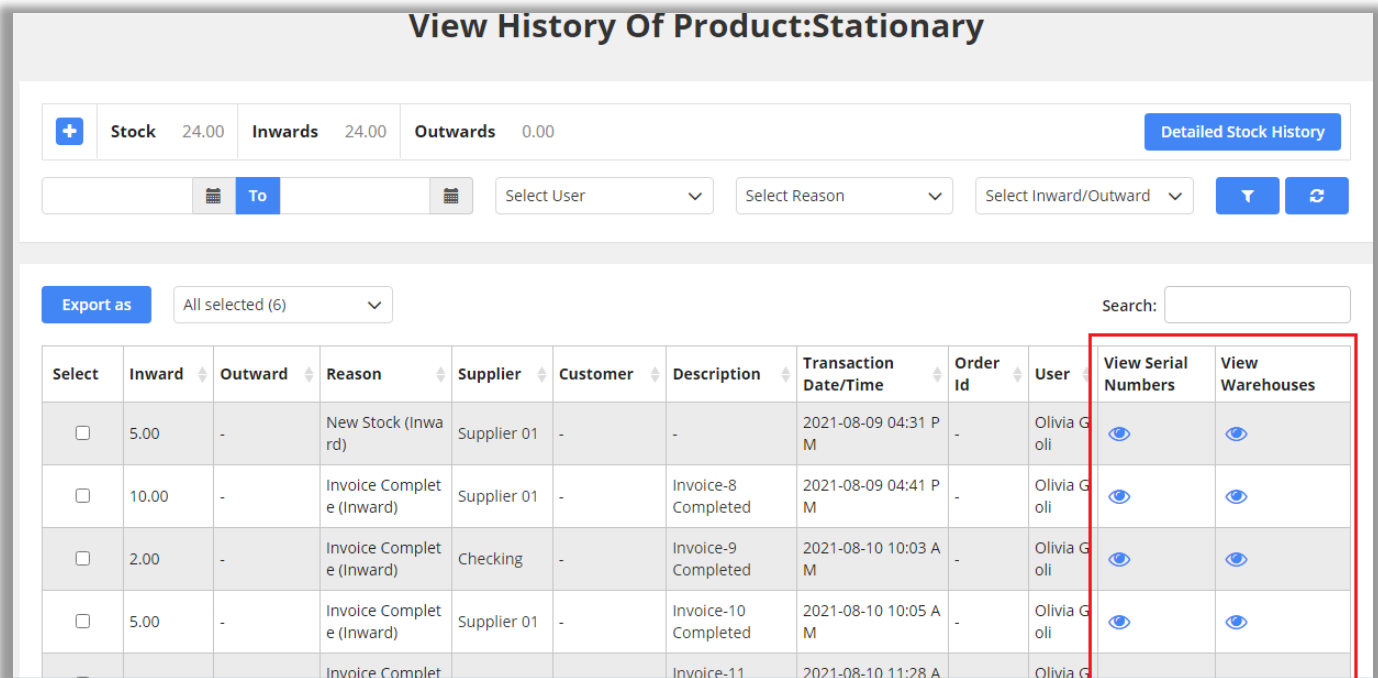 View History Of Product:Stationary
Stock 24.00 Inwards 24.00 Outwards 0.00 Detailed Stock History
To Select User Select Reason Select Inward/Outward
Export as All selected (6) Search:
Select Inward Outward Reason Supplier Customer Description Transaction Date/Time Order Id User View Serial Numbers View Warehouses
5.00 - New Stock (Inwa
rd) Supplier 01 - - 2021-08-09 04:31 P
M - Olivia G
oli
10.00 - Invoice Complet
e (Inward) Supplier 01 - Invoice-8
Completed 2021-08-09 04:41 P
M - Olivia G
oli
2.00 - Invoice Complet
e (Inward) Checking - Invoice-9
Completed 2021-08-10 10:03 A
M - Olivia G
oli
5.00 - Invoice Complet
e (Inward) Supplier 01 - Invoice-10
Completed 2021-08-10 10:05 A
M - Olivia G
oli
Invoice Complet Invoice-11 2021-08-10 11:28 A Olivia G